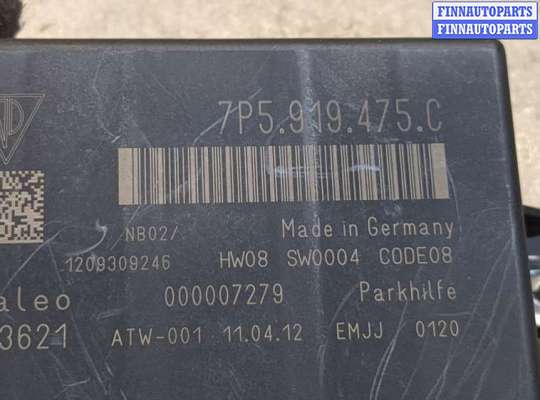 FINNAUTOPARTS
FINNAUTOPARTS
7P5.919.475.C
NB02/ Made in Germany
1209309246 HW08 SW0004 CODE08
aleo 000007279 Parkhilfe
3621 ATW-001 11.04.12 EMJJ 0120